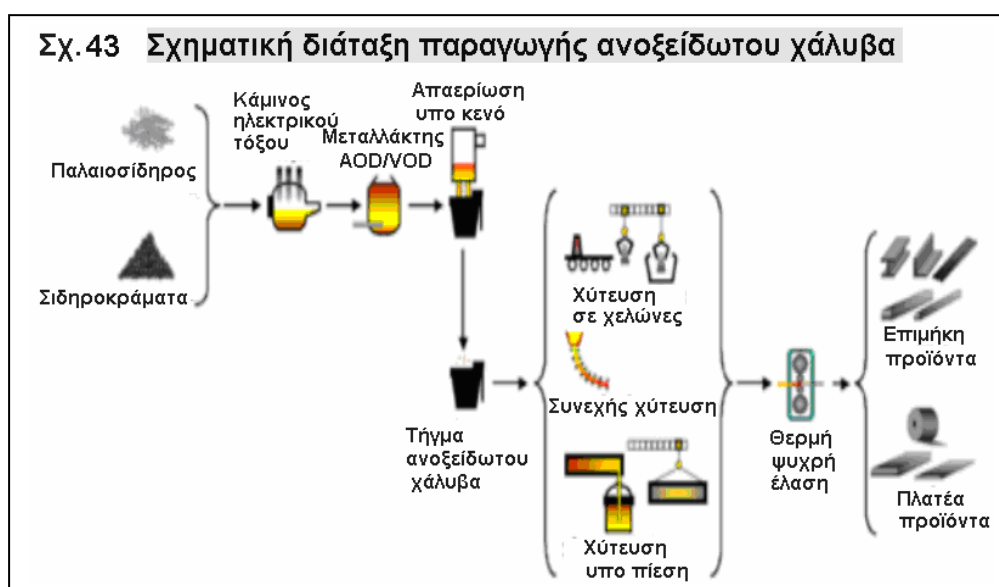 Σχ.43 Σχηματική διάταξη παραγωγής ανοξείδωτου χάλυβα
Παλαιοσίδηρος
Σιδηροκράματα
Κάμινος
ηλεκτρικού
τόξου
Μεταλλάκτης
AOD/VOD
Απαερίωση
υπο κενό
Τήγμα
ανοξείδωτου
χάλυβα
Χύτευση
σε χελώνες
Συνεχής χύτευση
Χύτευση
υπο πίεση
Θερμή
ψυχρή
έλαση
Επιμήκη
προϊόντα
Πλατέα
προϊόντα